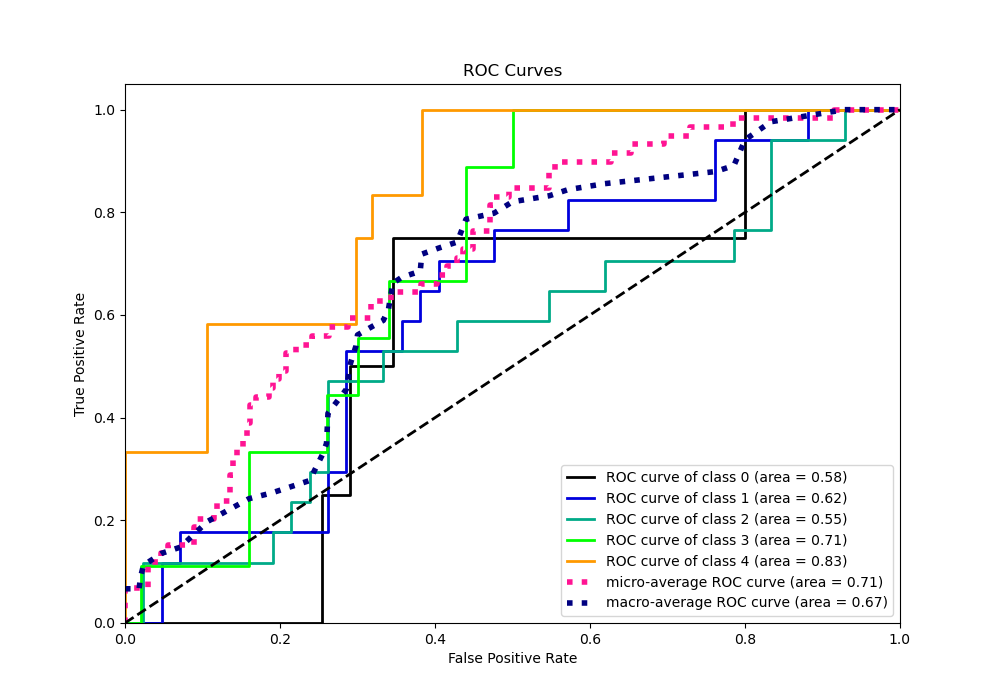 ROC Curves
True Positive Rate
1.0
0.8
0.6
0.4
0.2
0.0
0.0 0.2 0.4 0.6 0.8 1.0
False Positive Rate
ROC curve of class 0 (area = 0.58)
ROC curve of class 1 (area = 0.62)
ROC curve of class 2 (area = 0.55)
ROC curve of class 3 (area = 0.71)
ROC curve of class 4 (area = 0.83)
micro-average ROC curve (area = 0.71)
macro-average ROC curve (area = 0.67)